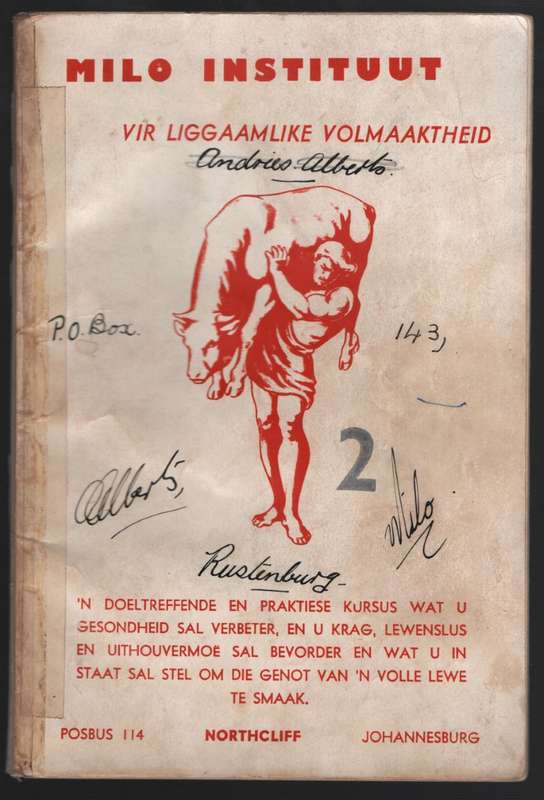 MILO INSTITUUT
VIR LIGGAAMLIKE VOLMAAKTHEID
Andries Alberts.
P.O. Box. 143,
2
AAlberts, Milo
Rustenburg
'N DOELTREFFENDE EN PRAKTIESE KURSUS WAT U
GESONDHEID SAL VERBETER, EN U KRAG, LEWENSLUS
EN UITHOUVERMOE SAL BEVORDER EN WAT U IN
STAAT SAL STEL OM DIE GENOT VAN 'N VOLLE LEWE
TE SMAAK.
POSBUS 114 NORTHCLIFF JOHANNESBURG